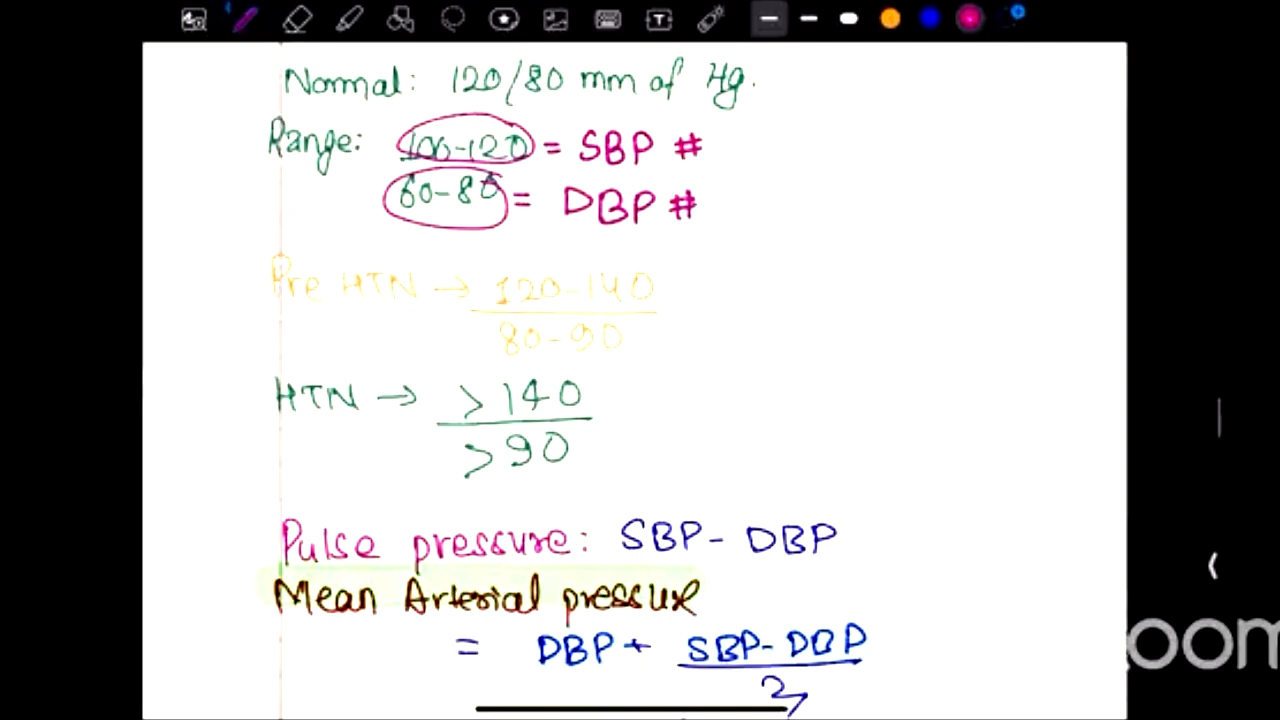 Normal: 120/80 mm of Hg.
Range: 100-120 = SBP #
60-80 = DBP #
Pre HTN → 120-140
80-90
HTN → >140
>90
Pulse pressure: SBP - DBP
Mean Arterial pressure
= DBP + SBP-DBP
oom